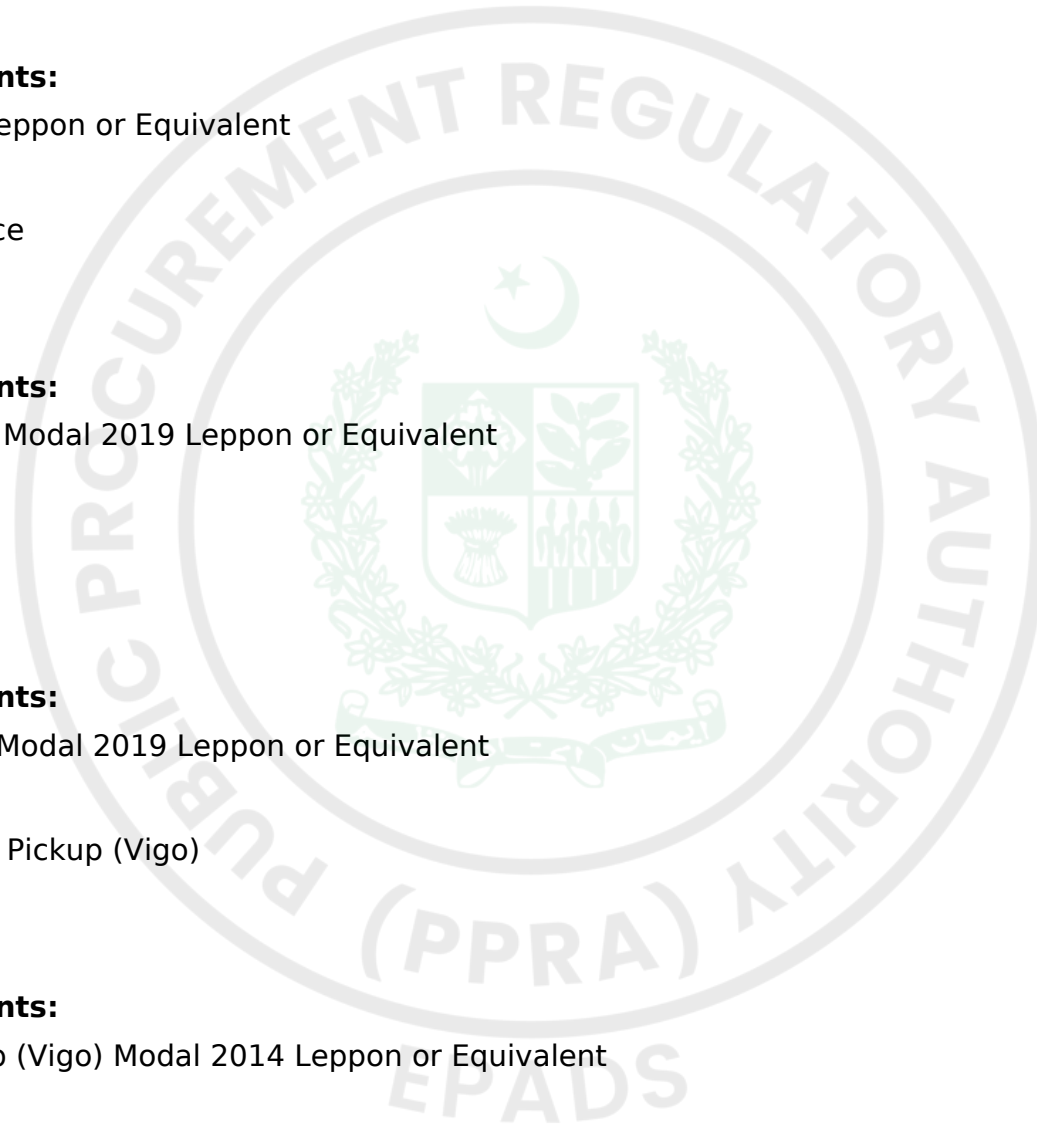 nts:
eppon or Equivalent
ce
nts:
Modal 2019 Leppon or Equivalent
nts:
Modal 2019 Leppon or Equivalent
Pickup (Vigo)
nts:
(Vigo) Modal 2014 Leppon or Equivalent
PUBLIC PROCUREMENT REGULATORY AUTHORITY
(PPRA)
EPADS